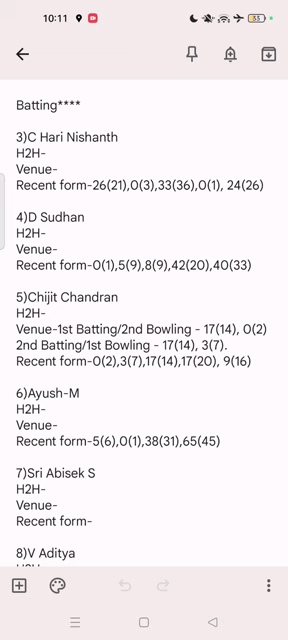 10:11
53
Batting****
3)C Hari Nishanth
H2H-
Venue-
Recent form-26(21),0(3),33(36),0(1), 24(26)
4)D Sudhan
H2H-
Venue-
Recent form-0(1),5(9),8(9),42(20),40(33)
5)Chijit Chandran
H2H-
Venue-1st Batting/2nd Bowling - 17(14), 0(2)
2nd Batting/1st Bowling - 17(14), 3(7).
Recent form-0(2),3(7),17(14),17(20), 9(16)
6)Ayush-M
H2H-
Venue-
Recent form-5(6),0(1),38(31),65(45)
7)Sri Abisek S
H2H-
Venue-
Recent form-
8)V Aditya
H2H-